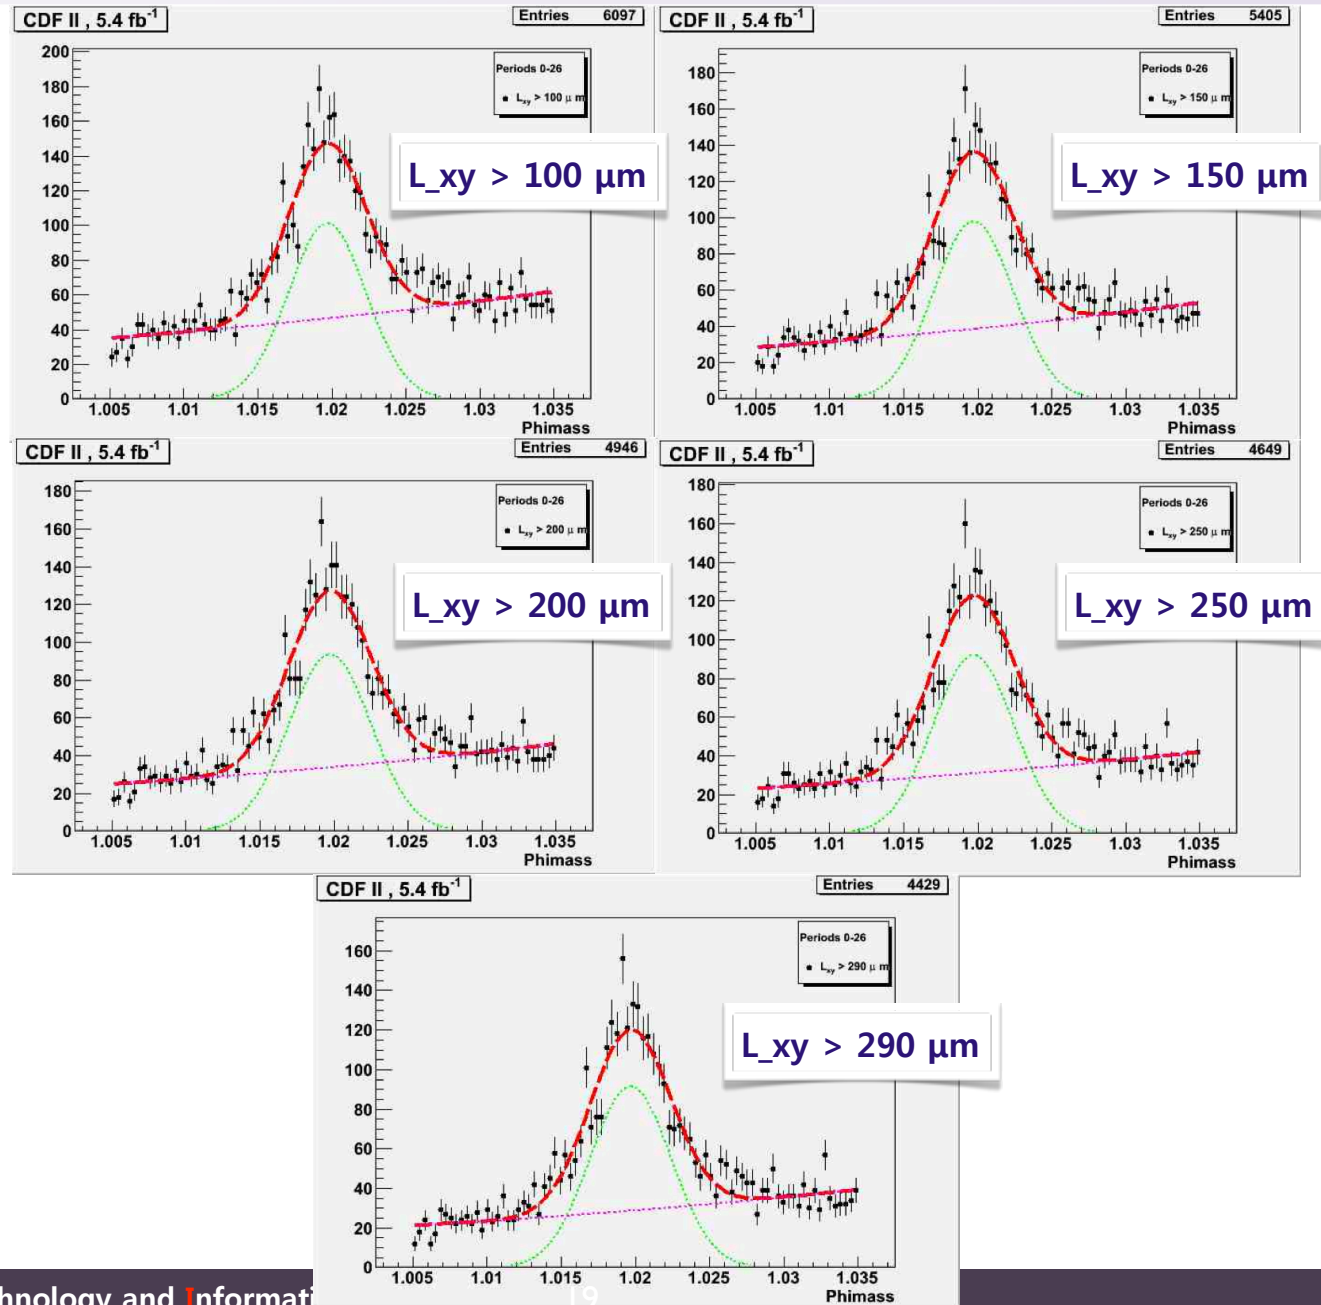 CDF II , 5.4 fb⁻¹
Entries 6097
Periods 0-26
L_xy > 100 μ m
L_xy > 100 μm
200
180
160
140
120
100
80
60
40
20
0
1.005 1.01 1.015 1.02 1.025 1.03 1.035
Phimass
CDF II , 5.4 fb⁻¹
Entries 5405
Periods 0-26
L_xy > 150 μ m
L_xy > 150 μm
180
160
140
120
100
80
60
40
20
0
1.005 1.01 1.015 1.02 1.025 1.03 1.035
Phimass
CDF II , 5.4 fb⁻¹
Entries 4946
Periods 0-26
L_xy > 200 μ m
L_xy > 200 μm
180
160
140
120
100
80
60
40
20
0
1.005 1.01 1.015 1.02 1.025 1.03 1.035
Phimass
CDF II , 5.4 fb⁻¹
Entries 4649
Periods 0-26
L_xy > 250 μ m
L_xy > 250 μm
180
160
140
120
100
80
60
40
20
0
1.005 1.01 1.015 1.02 1.025 1.03 1.035
Phimass
CDF II , 5.4 fb⁻¹
Entries 4429
Periods 0-26
L_xy > 290 μ m
L_xy > 290 μm
160
140
120
100
80
60
40
20
0
1.005 1.01 1.015 1.02 1.025 1.03 1.035
Phimass
hnology and Informati
19